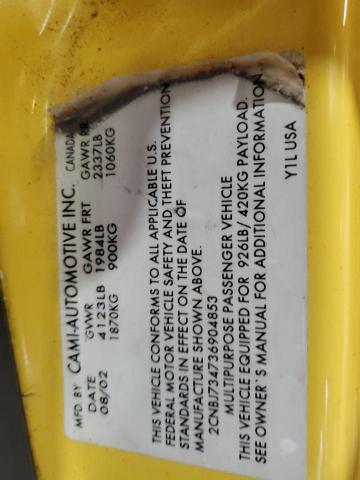 MFD. BY CAMI-AUTOMOTIVE INC. CANADA
DATE GVWR GAWR FRT GAWR RR
08/02 4123LB 1984LB 2337LB
1870KG 900KG 1060KG
THIS VEHICLE CONFORMS TO ALL APPLICABLE U.S.
FEDERAL MOTOR VEHICLE SAFETY AND THEFT PREVENTION
STANDARDS IN EFFECT ON THE DATE OF
MANUFACTURE SHOWN ABOVE.
2CNBJ734736904853
MULTIPURPOSE PASSENGER VEHICLE
THIS VEHICLE EQUIPPED FOR 926LB/ 420KG PAYLOAD.
SEE OWNER'S MANUAL FOR ADDITIONAL INFORMATION
Y1L USA